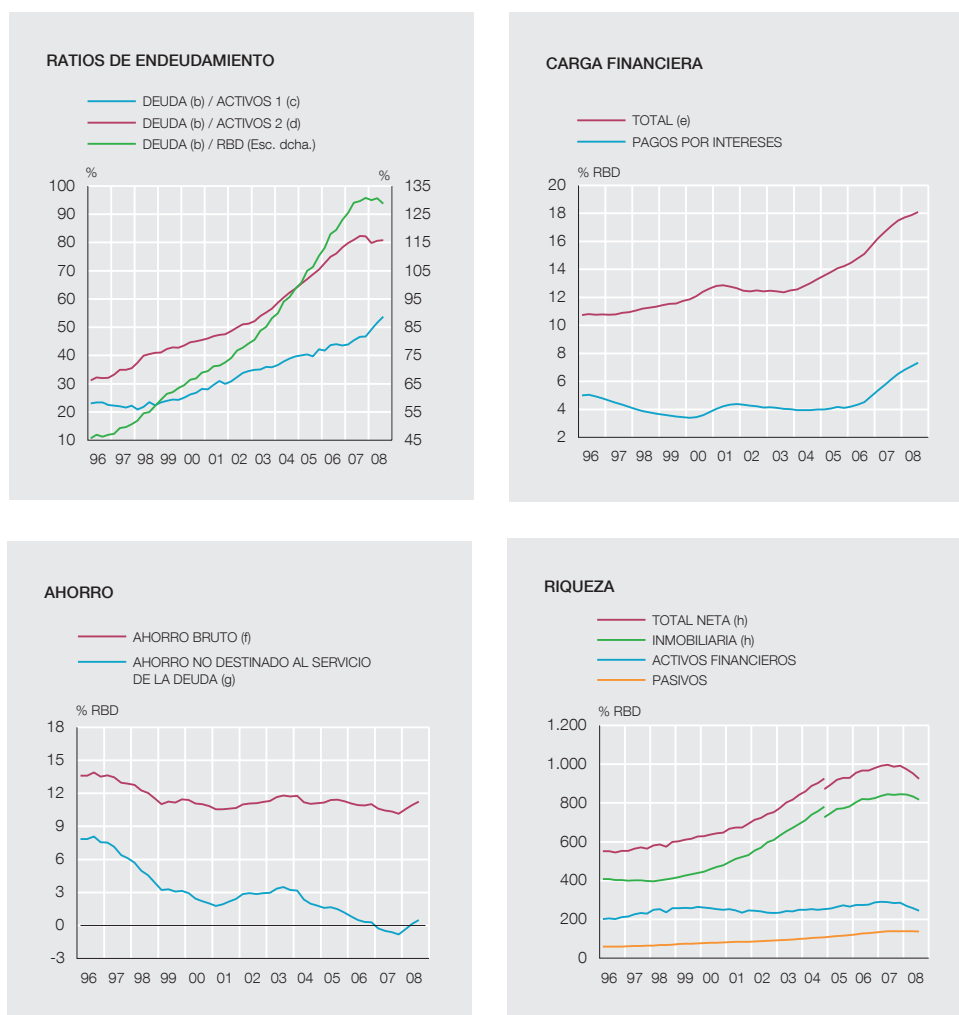 RATIOS DE ENDEUDAMIENTO
DEUDA (b) / ACTIVOS 1 (c)
DEUDA (b) / ACTIVOS 2 (d)
DEUDA (b) / RBD (Esc. dcha.)
% %
100 135
90 125
80 115
70 105
60 95
50 85
40 75
30 65
20 55
10 45
96 97 98 99 00 01 02 03 04 05 06 07 08
CARGA FINANCIERA
TOTAL (e)
PAGOS POR INTERESES
% RBD
20
18
16
14
12
10
8
6
4
2
96 97 98 99 00 01 02 03 04 05 06 07 08
AHORRO
AHORRO BRUTO (f)
AHORRO NO DESTINADO AL SERVICIO
DE LA DEUDA (g)
% RBD
18
15
12
9
6
3
0
-3
96 97 98 99 00 01 02 03 04 05 06 07 08
RIQUEZA
TOTAL NETA (h)
INMOBILIARIA (h)
ACTIVOS FINANCIEROS
PASIVOS
% RBD
1.200
1.000
800
600
400
200
0
96 97 98 99 00 01 02 03 04 05 06 07 08